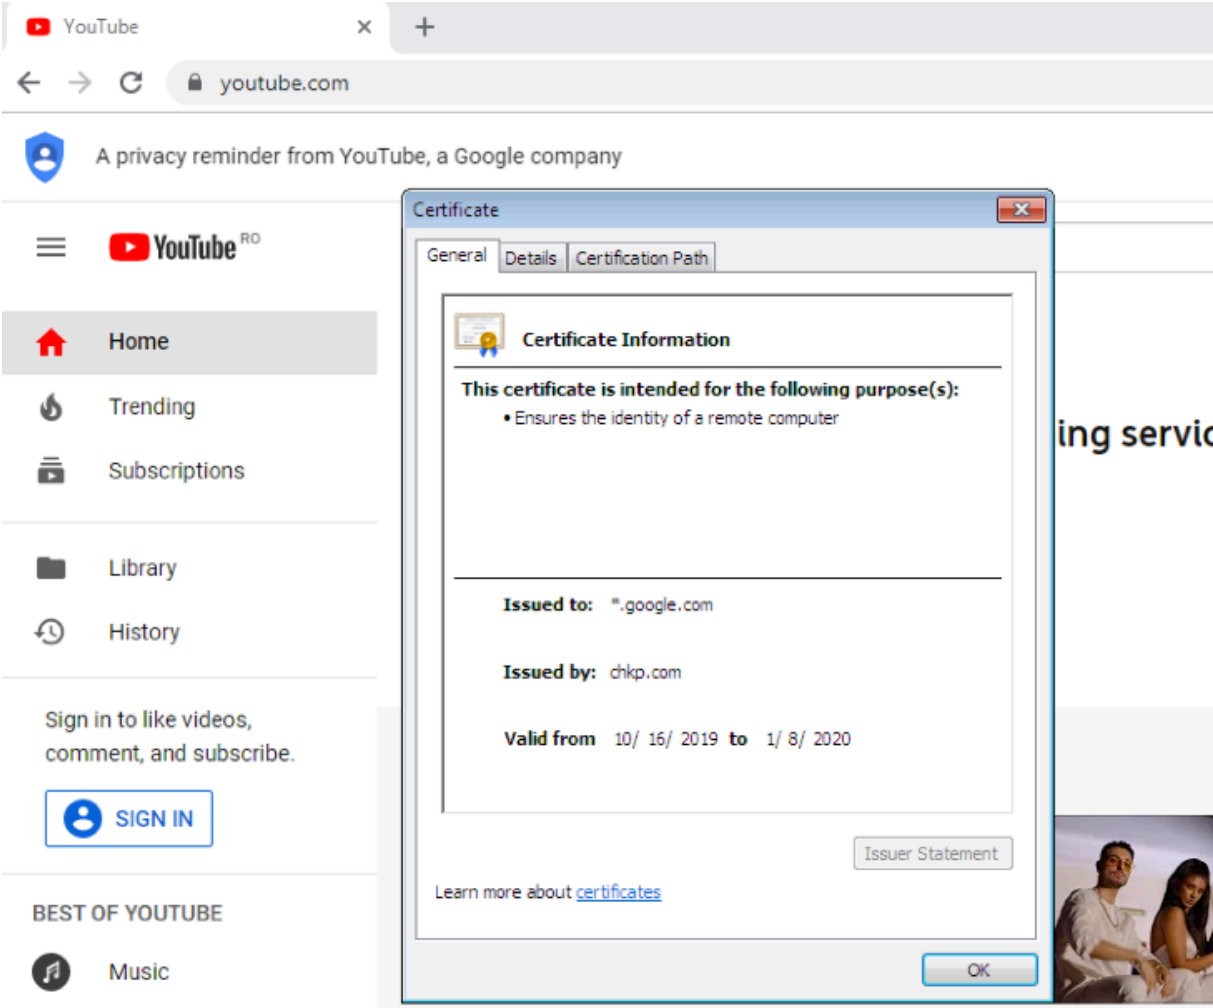 YouTube
youtube.com
A privacy reminder from YouTube, a Google company
YouTube RO
Home
Trending
Subscriptions
Library
History
Sign in to like videos,
comment, and subscribe.
SIGN IN
BEST OF YOUTUBE
Music
Certificate
General Details Certification Path
Certificate Information
This certificate is intended for the following purpose(s):
• Ensures the identity of a remote computer
Issued to: *.google.com
Issued by: chkp.com
Valid from 10/ 16/ 2019 to 1/ 8/ 2020
Issuer Statement
Learn more about certificates
OK